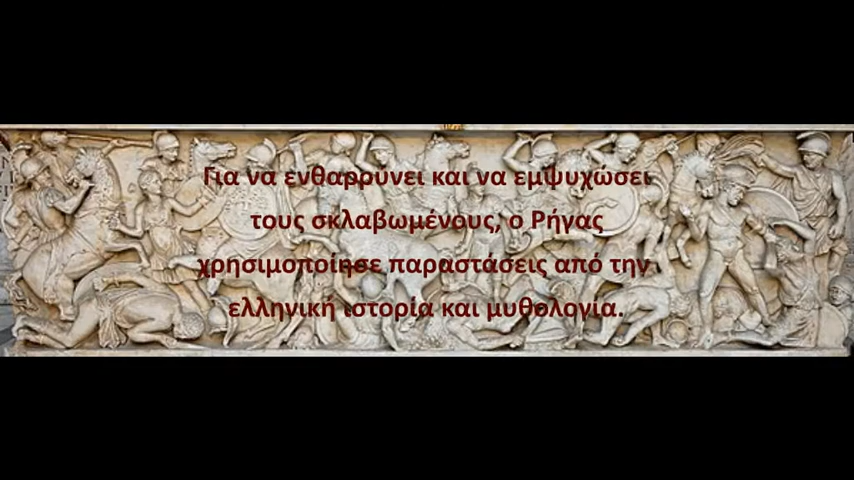 Για να ενθαρρύνει και να εμψυχώσει
τους σκλαβωμένους, ο Ρήγας
χρησιμοποίησε παραστάσεις από την
ελληνική ιστορία και μυθολογία.